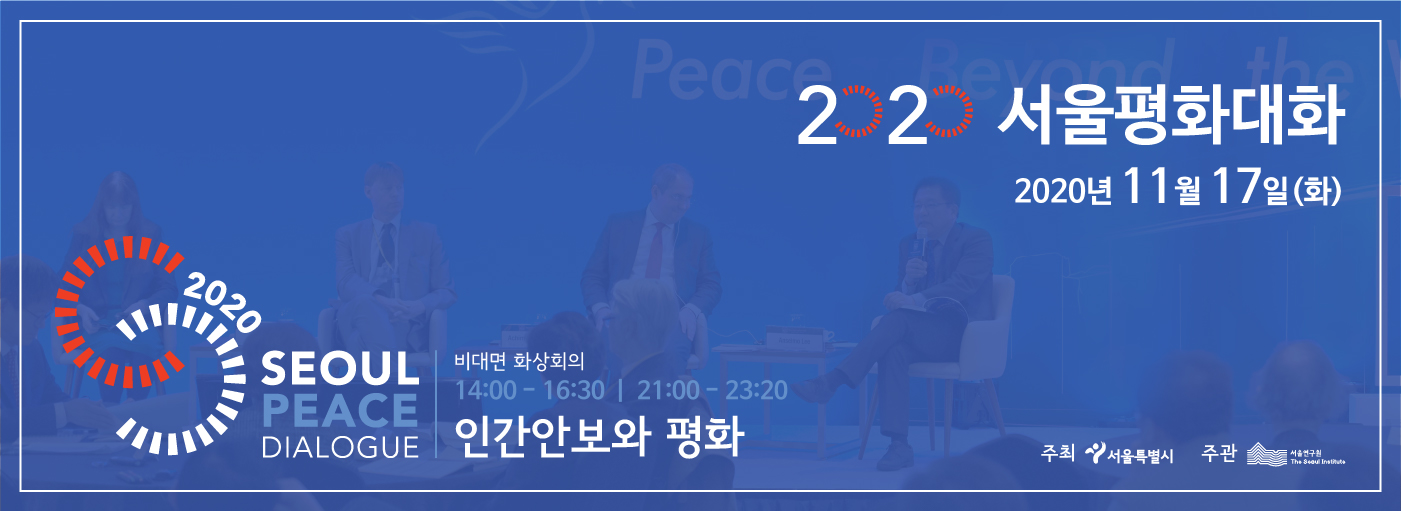 Peace Beyond the
2020 서울평화대화
2020년 11월 17일(화)
2020
SEOUL
PEACE
DIALOGUE
비대면 화상회의
14:00 - 16:30 | 21:00 - 23:20
인간안보와 평화
주최 서울특별시 주관 서울연구원
The Seoul Institute